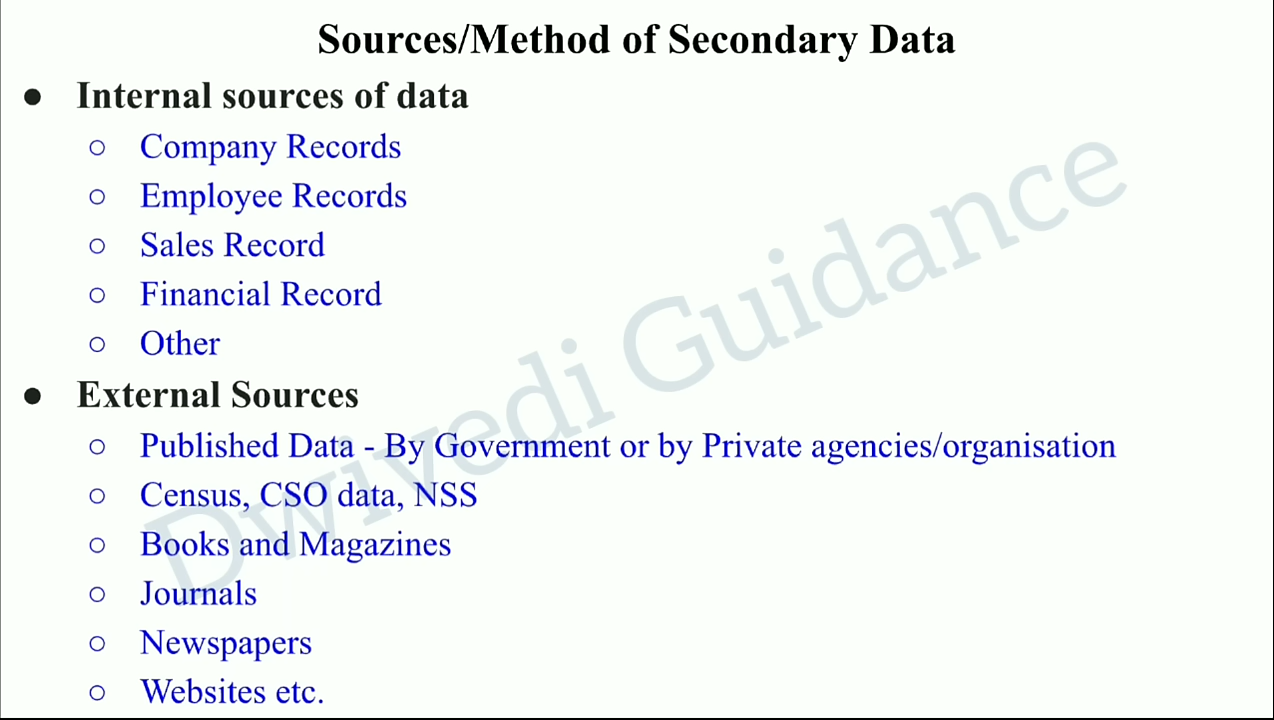 Sources/Method of Secondary Data
● Internal sources of data
○ Company Records
○ Employee Records
○ Sales Record
○ Financial Record
○ Other
● External Sources
○ Published Data - By Government or by Private agencies/organisation
○ Census, CSO data, NSS
○ Books and Magazines
○ Journals
○ Newspapers
○ Websites etc.
Dwivedi Guidance